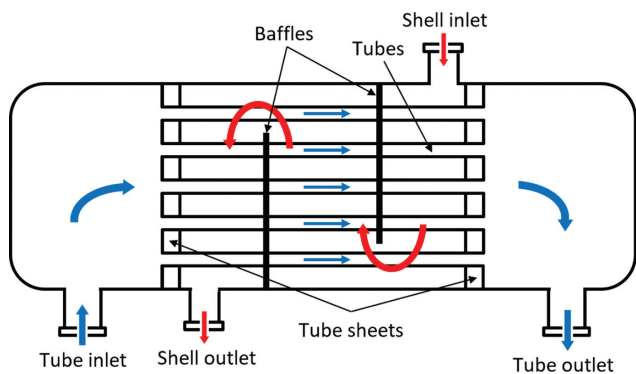 Shell inlet
Baffles
Tubes
Tube sheets
Tube inlet
Shell outlet
Tube outlet